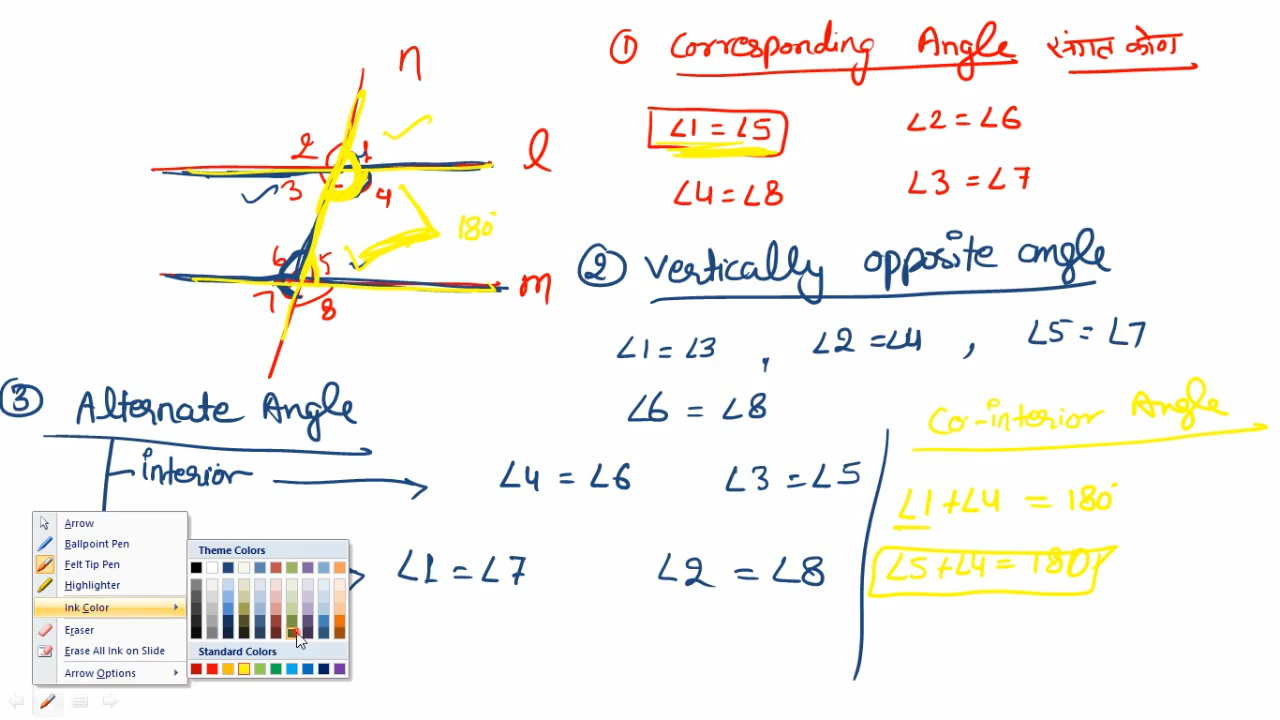 n
l
2 1
3 4
180°
6 5
7 8
m
① Corresponding Angle संगत कोण
∠1 = ∠5 ∠2 = ∠6
∠4 = ∠8 ∠3 = ∠7
② Vertically opposite angle
∠1 = ∠3 , ∠2 = ∠4 , ∠5 = ∠7
∠6 = ∠8
③ Alternate Angle
interior ∠4 = ∠6 ∠3 = ∠5
∠1 = ∠7 ∠2 = ∠8
Co-interior Angle
∠1 + ∠4 = 180°
∠5 + ∠4 = 180°
Arrow
Ballpoint Pen
Felt Tip Pen
Highlighter
Ink Color
Eraser
Erase All Ink on Slide
Arrow Options
Theme Colors
Standard Colors